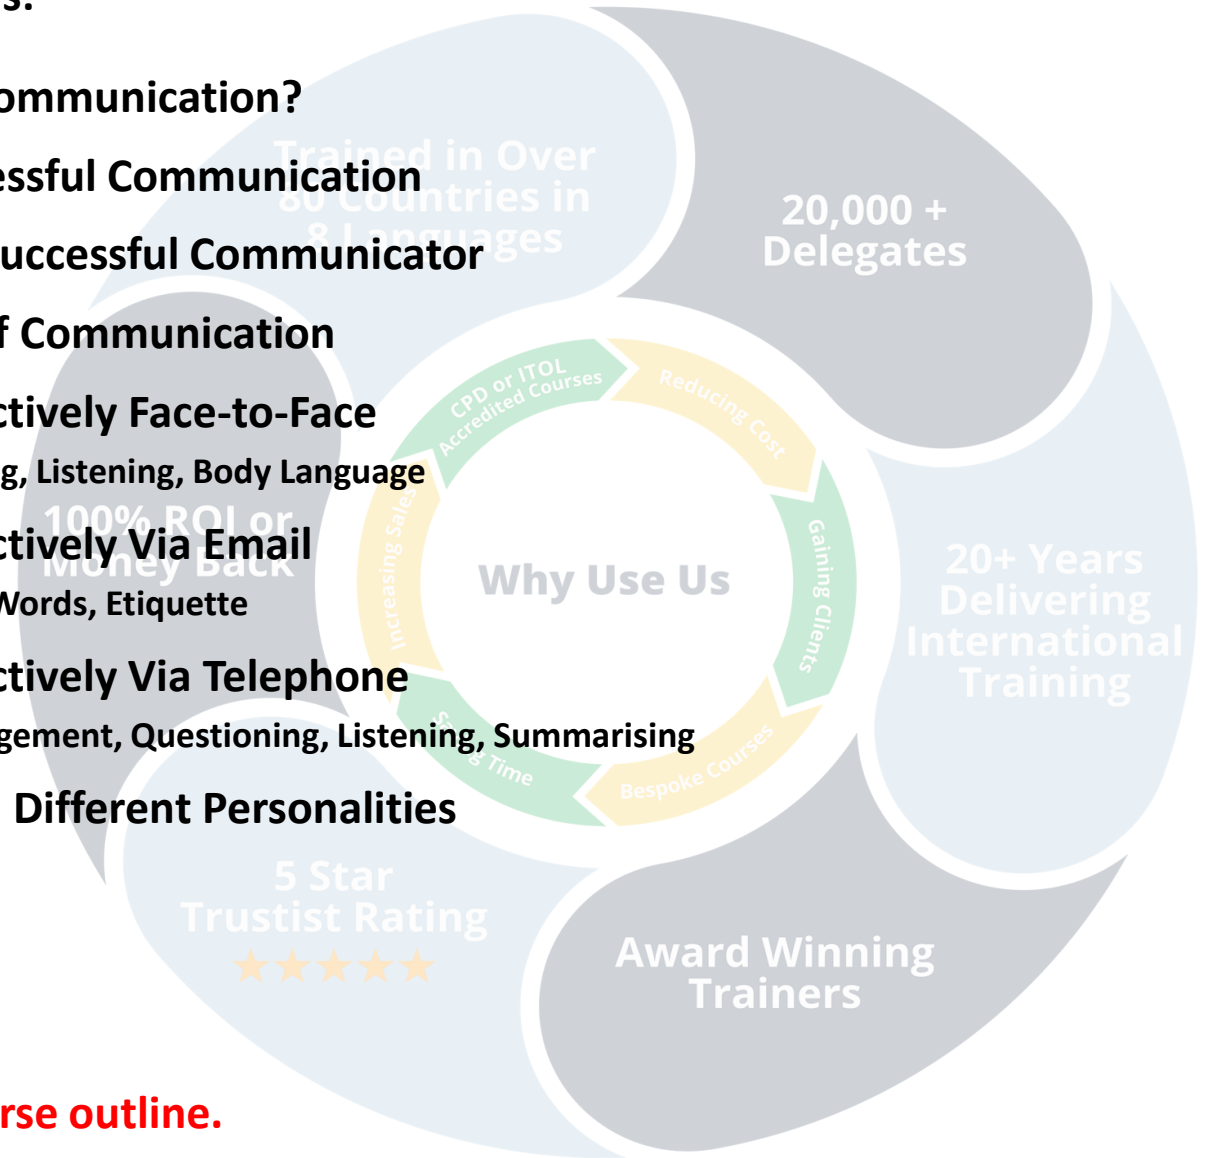 s:
ommunication?
essful Communication
uccessful Communicator
f Communication
ctively Face-to-Face
g, Listening, Body Language
ctively Via Email
Words, Etiquette
ctively Via Telephone
gement, Questioning, Listening, Summarising
Different Personalities
rse outline.
Trained in Over
80 Countries in
8 Languages
20,000 +
Delegates
20+ Years
Delivering
International
Training
Award Winning
Trainers
5 Star
Trustist Rating
100% ROI or
Money Back
CPD or ITOL
Accredited Courses
Reducing Cost
Gaining Clients
Bespoke Courses
Saving Time
Increasing Sales
Why Use Us